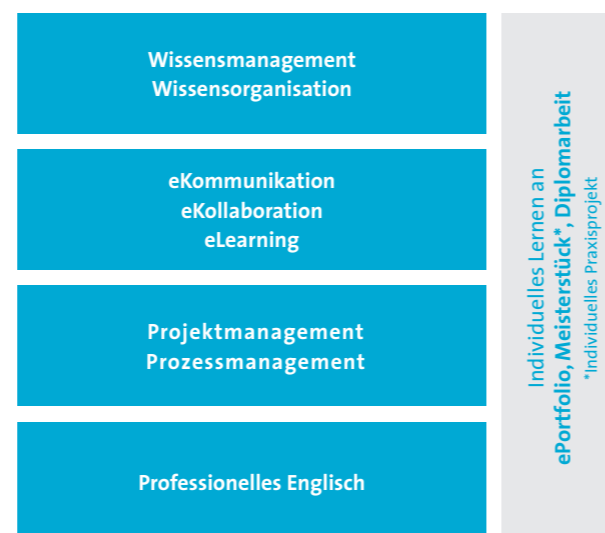 Wissensmanagement
Wissensorganisation
eKommunikation
eKollaboration
eLearning
Projektmanagement
Prozessmanagement
Professionelles Englisch
Individuelles Lernen an
ePortfolio, Meisterstück*, Diplomarbeit
*Individuelles Praxisprojekt